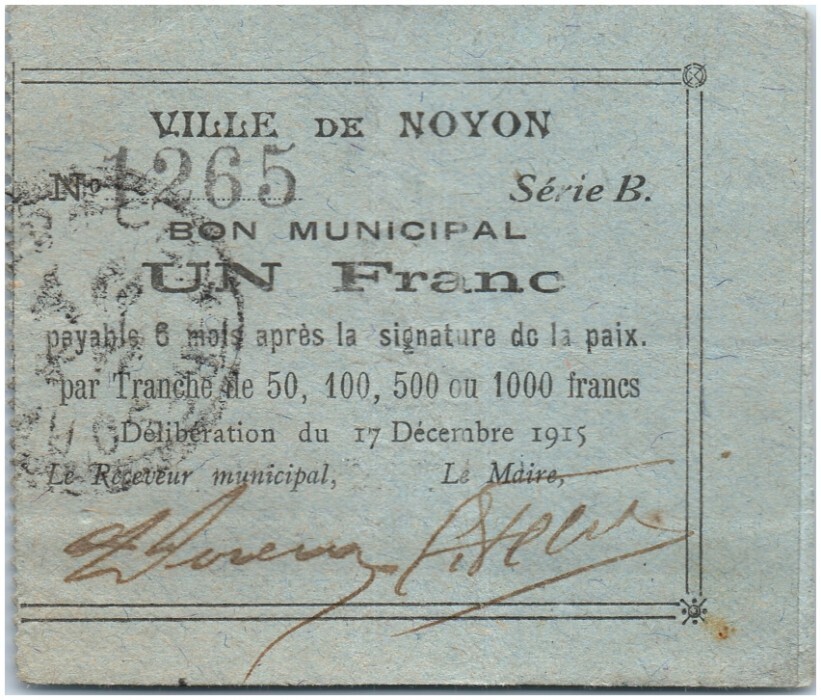 VILLE DE NOYON
No 1265 Série B.
BON MUNICIPAL
UN Franc
payable 6 mois après la signature de la paix.
par Tranche de 50, 100, 500 ou 1000 francs
Délibération du 17 Décembre 1915
Le Receveur municipal, Le Maire,